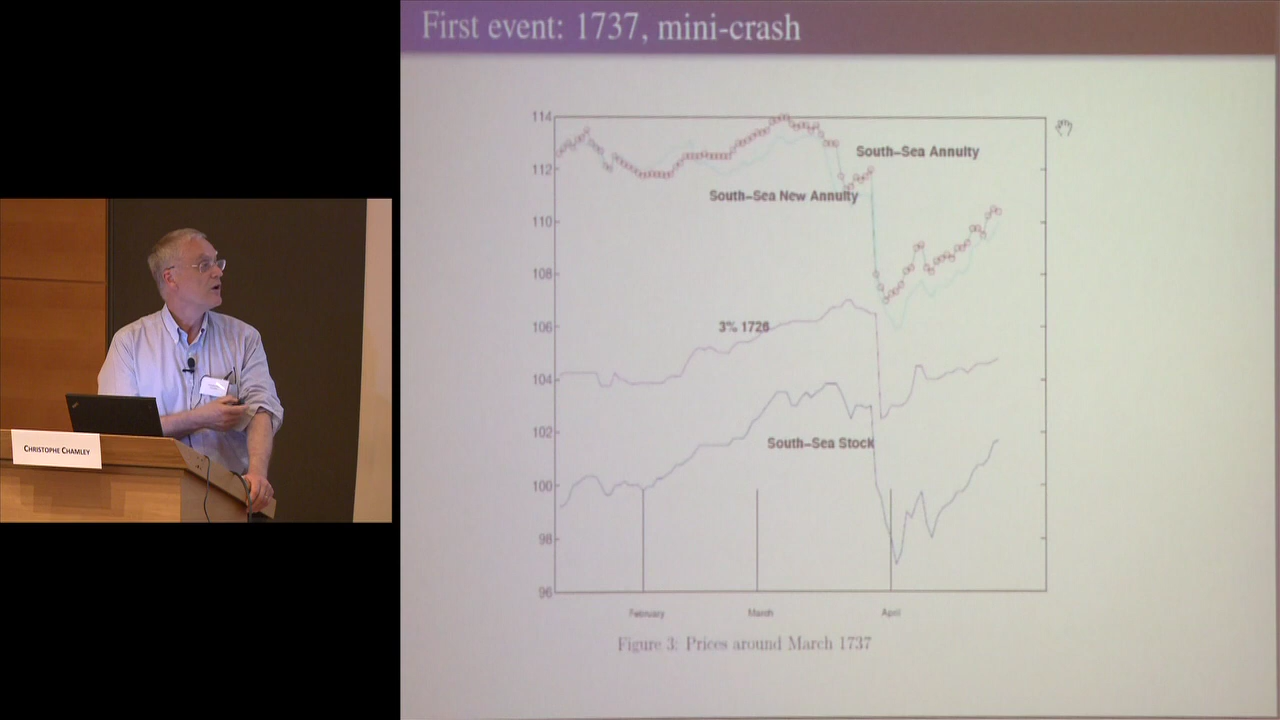 First event: 1737, mini-crash
114
112
110
108
106
104
102
100
98
96
South-Sea Annuity
South-Sea New Annuity
3% 1726
South-Sea Stock
February
March
April
Figure 3: Prices around March 1737
CHRISTOPHE CHAMLEY